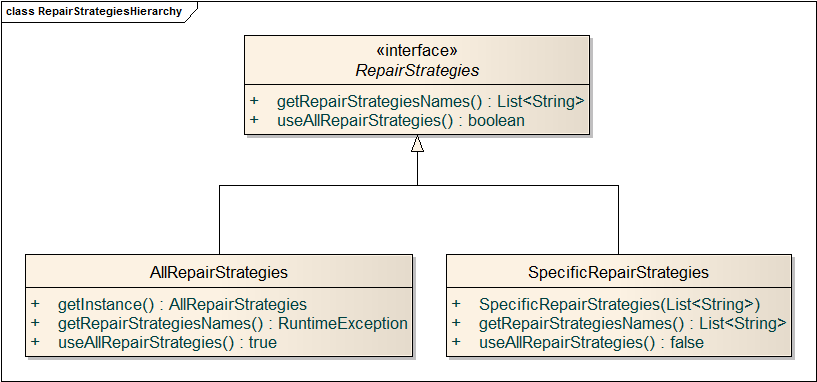 class RepairStrategiesHierarchy
«interface»
RepairStrategies
+ getRepairStrategiesNames() : List<String>
+ useAllRepairStrategies() : boolean
AllRepairStrategies
+ getInstance() : AllRepairStrategies
+ getRepairStrategiesNames() : RuntimeException
+ useAllRepairStrategies() : true
SpecificRepairStrategies
+ SpecificRepairStrategies(List<String>)
+ getRepairStrategiesNames() : List<String>
+ useAllRepairStrategies() : false